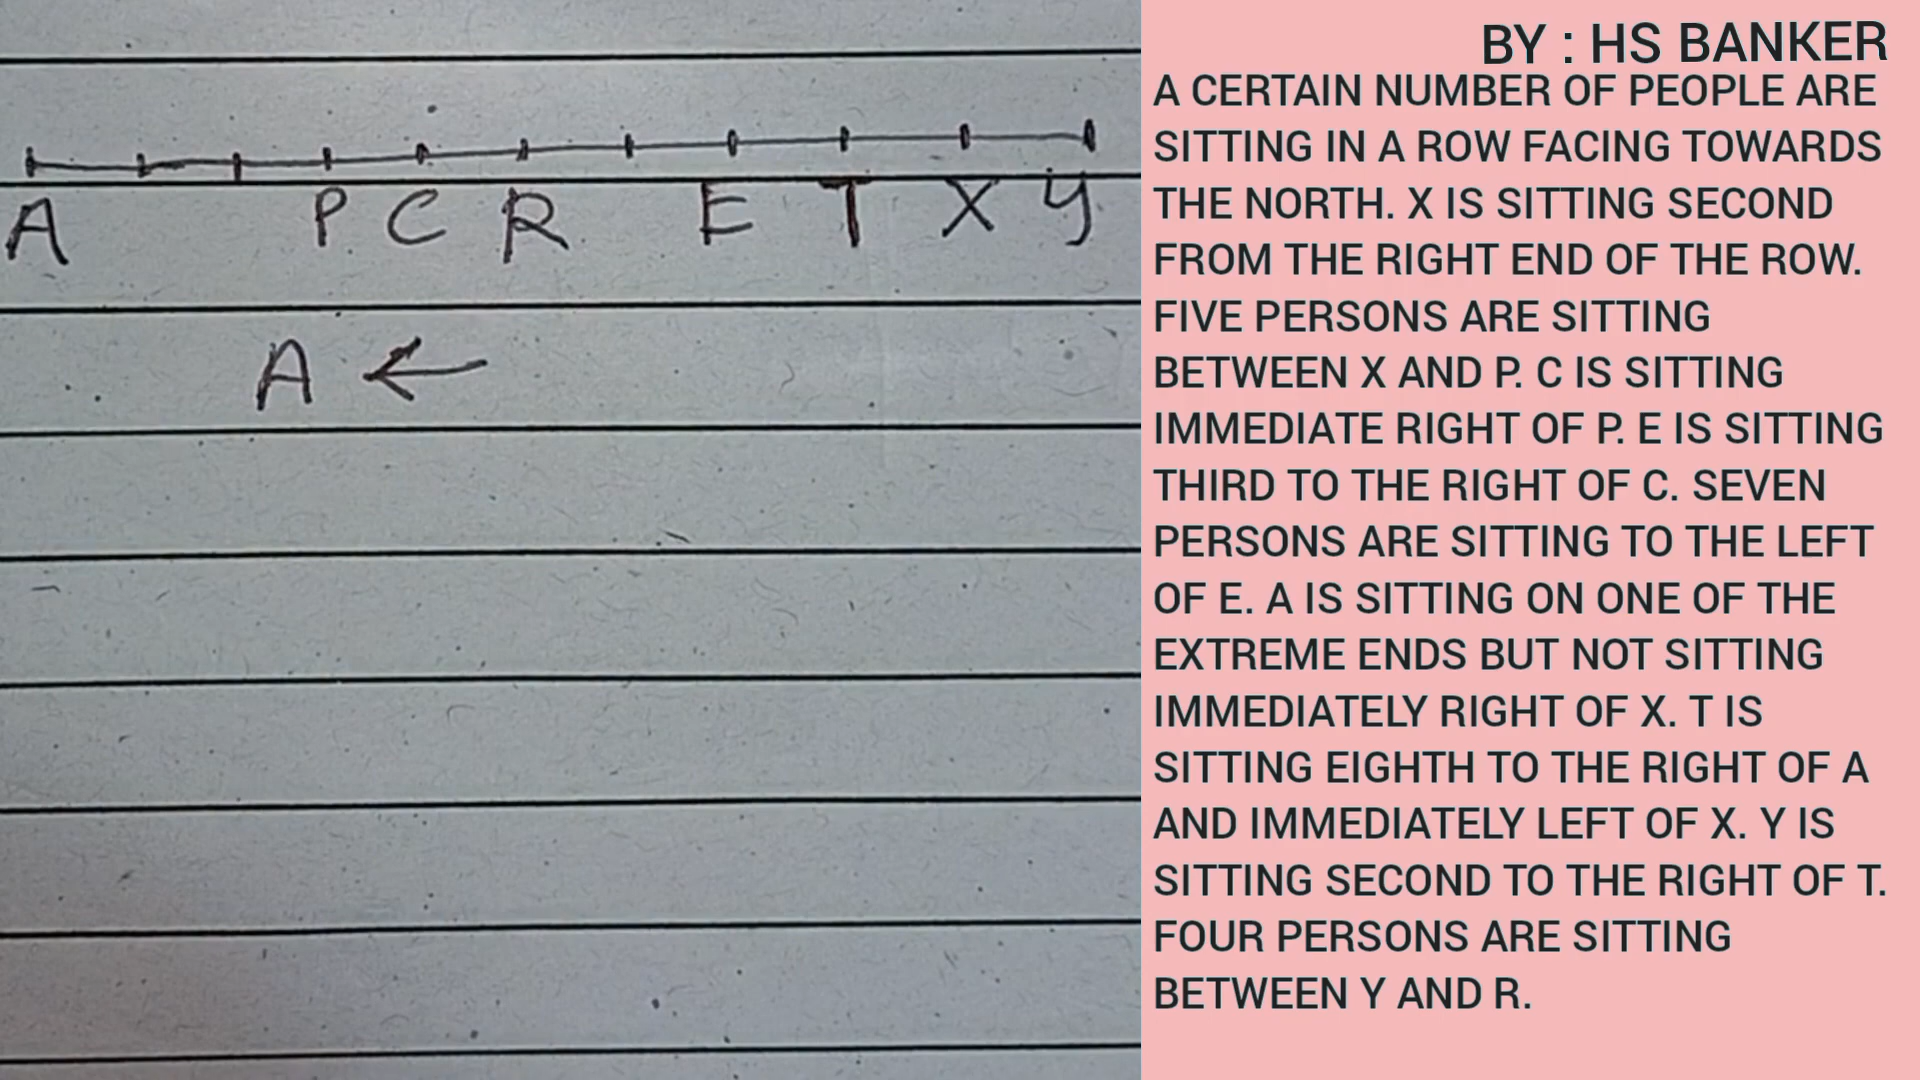 BY : HS BANKER
A CERTAIN NUMBER OF PEOPLE ARE
SITTING IN A ROW FACING TOWARDS
THE NORTH. X IS SITTING SECOND
FROM THE RIGHT END OF THE ROW.
FIVE PERSONS ARE SITTING
BETWEEN X AND P. C IS SITTING
IMMEDIATE RIGHT OF P. E IS SITTING
THIRD TO THE RIGHT OF C. SEVEN
PERSONS ARE SITTING TO THE LEFT
OF E. A IS SITTING ON ONE OF THE
EXTREME ENDS BUT NOT SITTING
IMMEDIATELY RIGHT OF X. T IS
SITTING EIGHTH TO THE RIGHT OF A
AND IMMEDIATELY LEFT OF X. Y IS
SITTING SECOND TO THE RIGHT OF T.
FOUR PERSONS ARE SITTING
BETWEEN Y AND R.
A P C R E T X Y
A ←